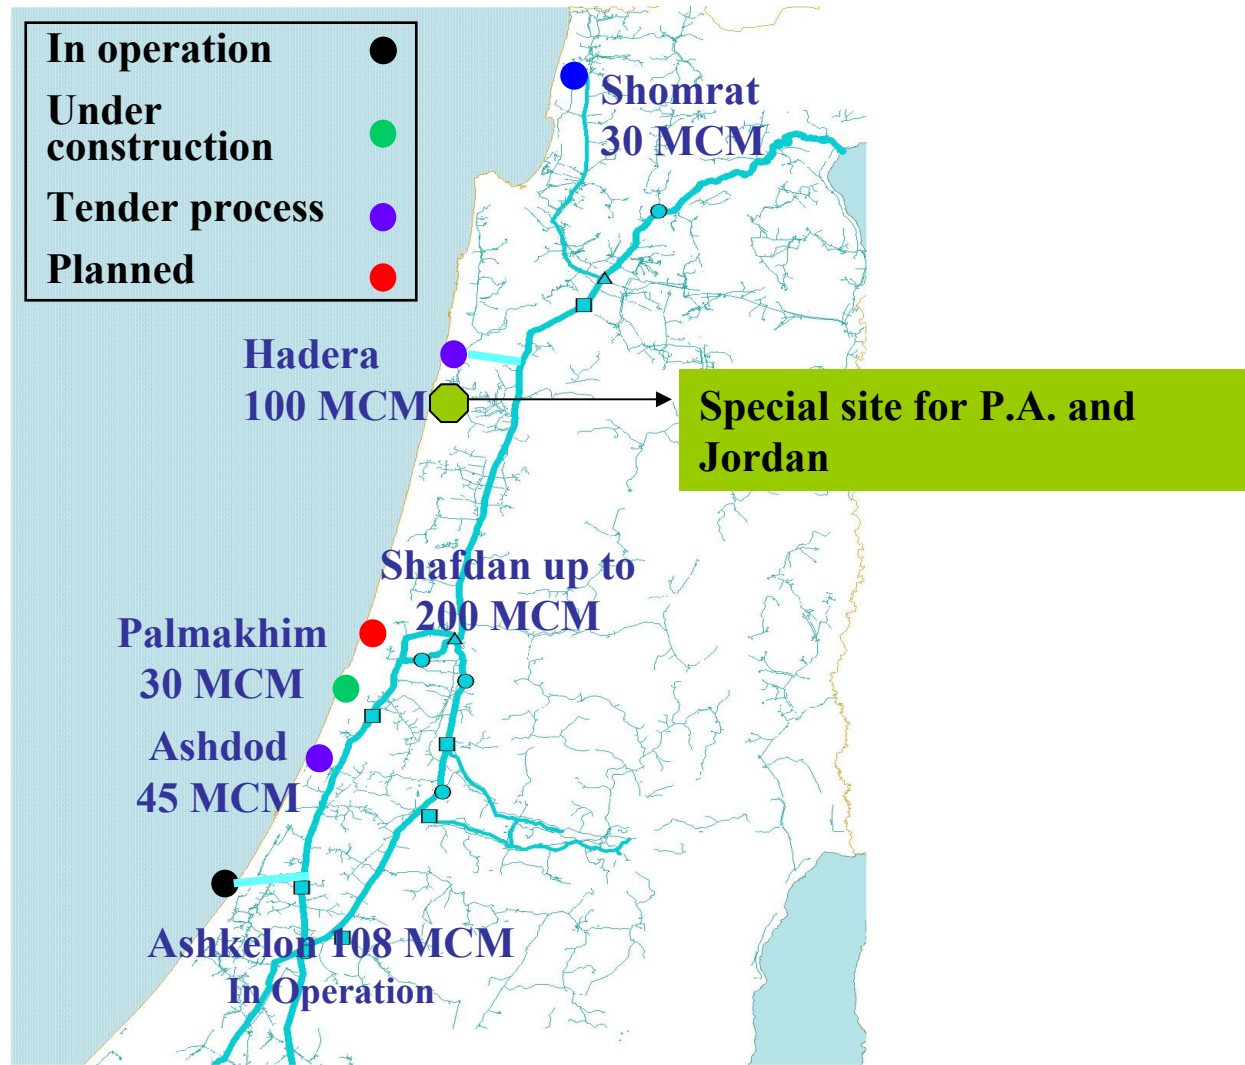 In operation
Under
construction
Tender process
Planned
Shomrat
30 MCM
Hadera
100 MCM
Special site for P.A. and
Jordan
Shafdan up to
200 MCM
Palmakhim
30 MCM
Ashdod
45 MCM
Ashkelon 108 MCM
In Operation